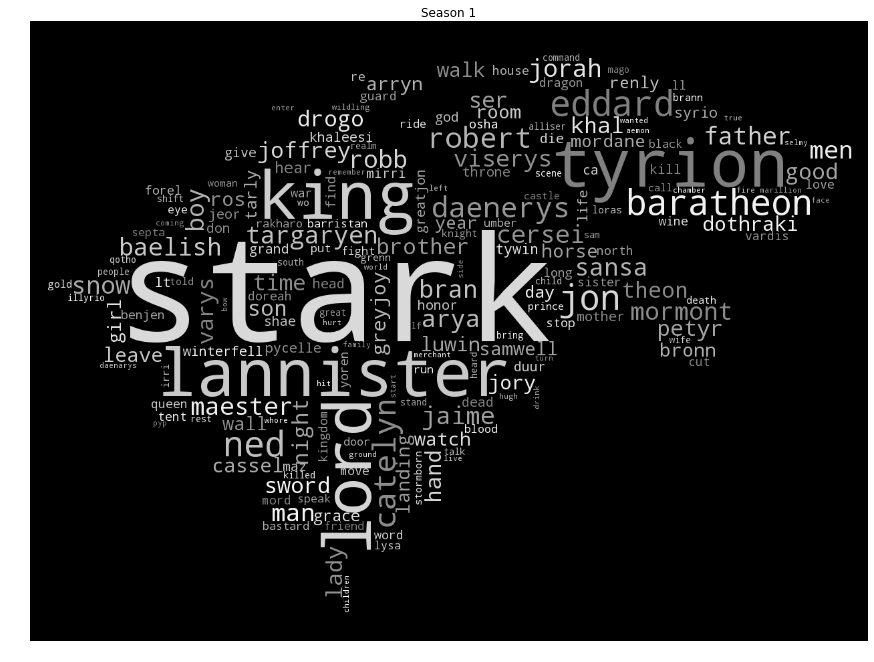 Season 1
command
re arryn walk house jorah mago
guard dragon renly ll
enter wildling ser eddard brann
drogo god room syrio true
khaleesi ride osha alliser khal wanted aemon
give joffrey realm robert die mordane black father selmy
hear robb viserys scene men
tarly remember mirri throne ca kill tyrion good
woman king find war wo left castle life call chamber fire marillion love
forel ros shift jeor greatjon daenerys loras baratheon face
boy eye don rakharo barristan year umber knight sam wine dothraki
coming targaryen cersei vardis
septa baelish grand put fight grenn brother tywin horse north
qotho south world side long sansa
people snow lt told time head bran child sister theon
gold illyrio varys doreah great honor day prince jon mother death mormont
girl benjen son shae hurt greyjoy arya stop petyr
how stark lf bring wife
leave winterfell pycelle family luwin samwell turn bronn
daenarys irri yoren merchant run heard duur cut
lannister hit start jory hugh drink
queen maester stand dead
tent rest whore night kingdom lord catelyn jaime blood
pyp wall door landing watch
ned ground talk
cassel maz move live
killed stormborn hand
sword
mord speak
man grace
bastard friend word
lysa
lady
children